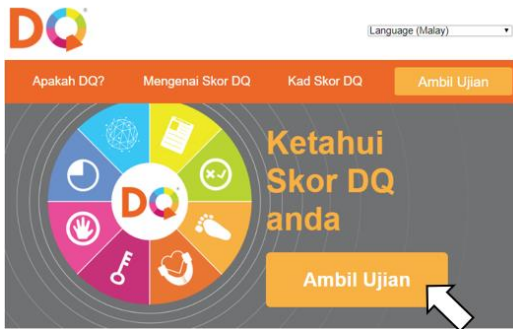 DQ
Language (Malay)
Apakah DQ? Mengenai Skor DQ Kad Skor DQ Ambil Ujian
DQ
Ketahui
Skor DQ
anda
Ambil Ujian